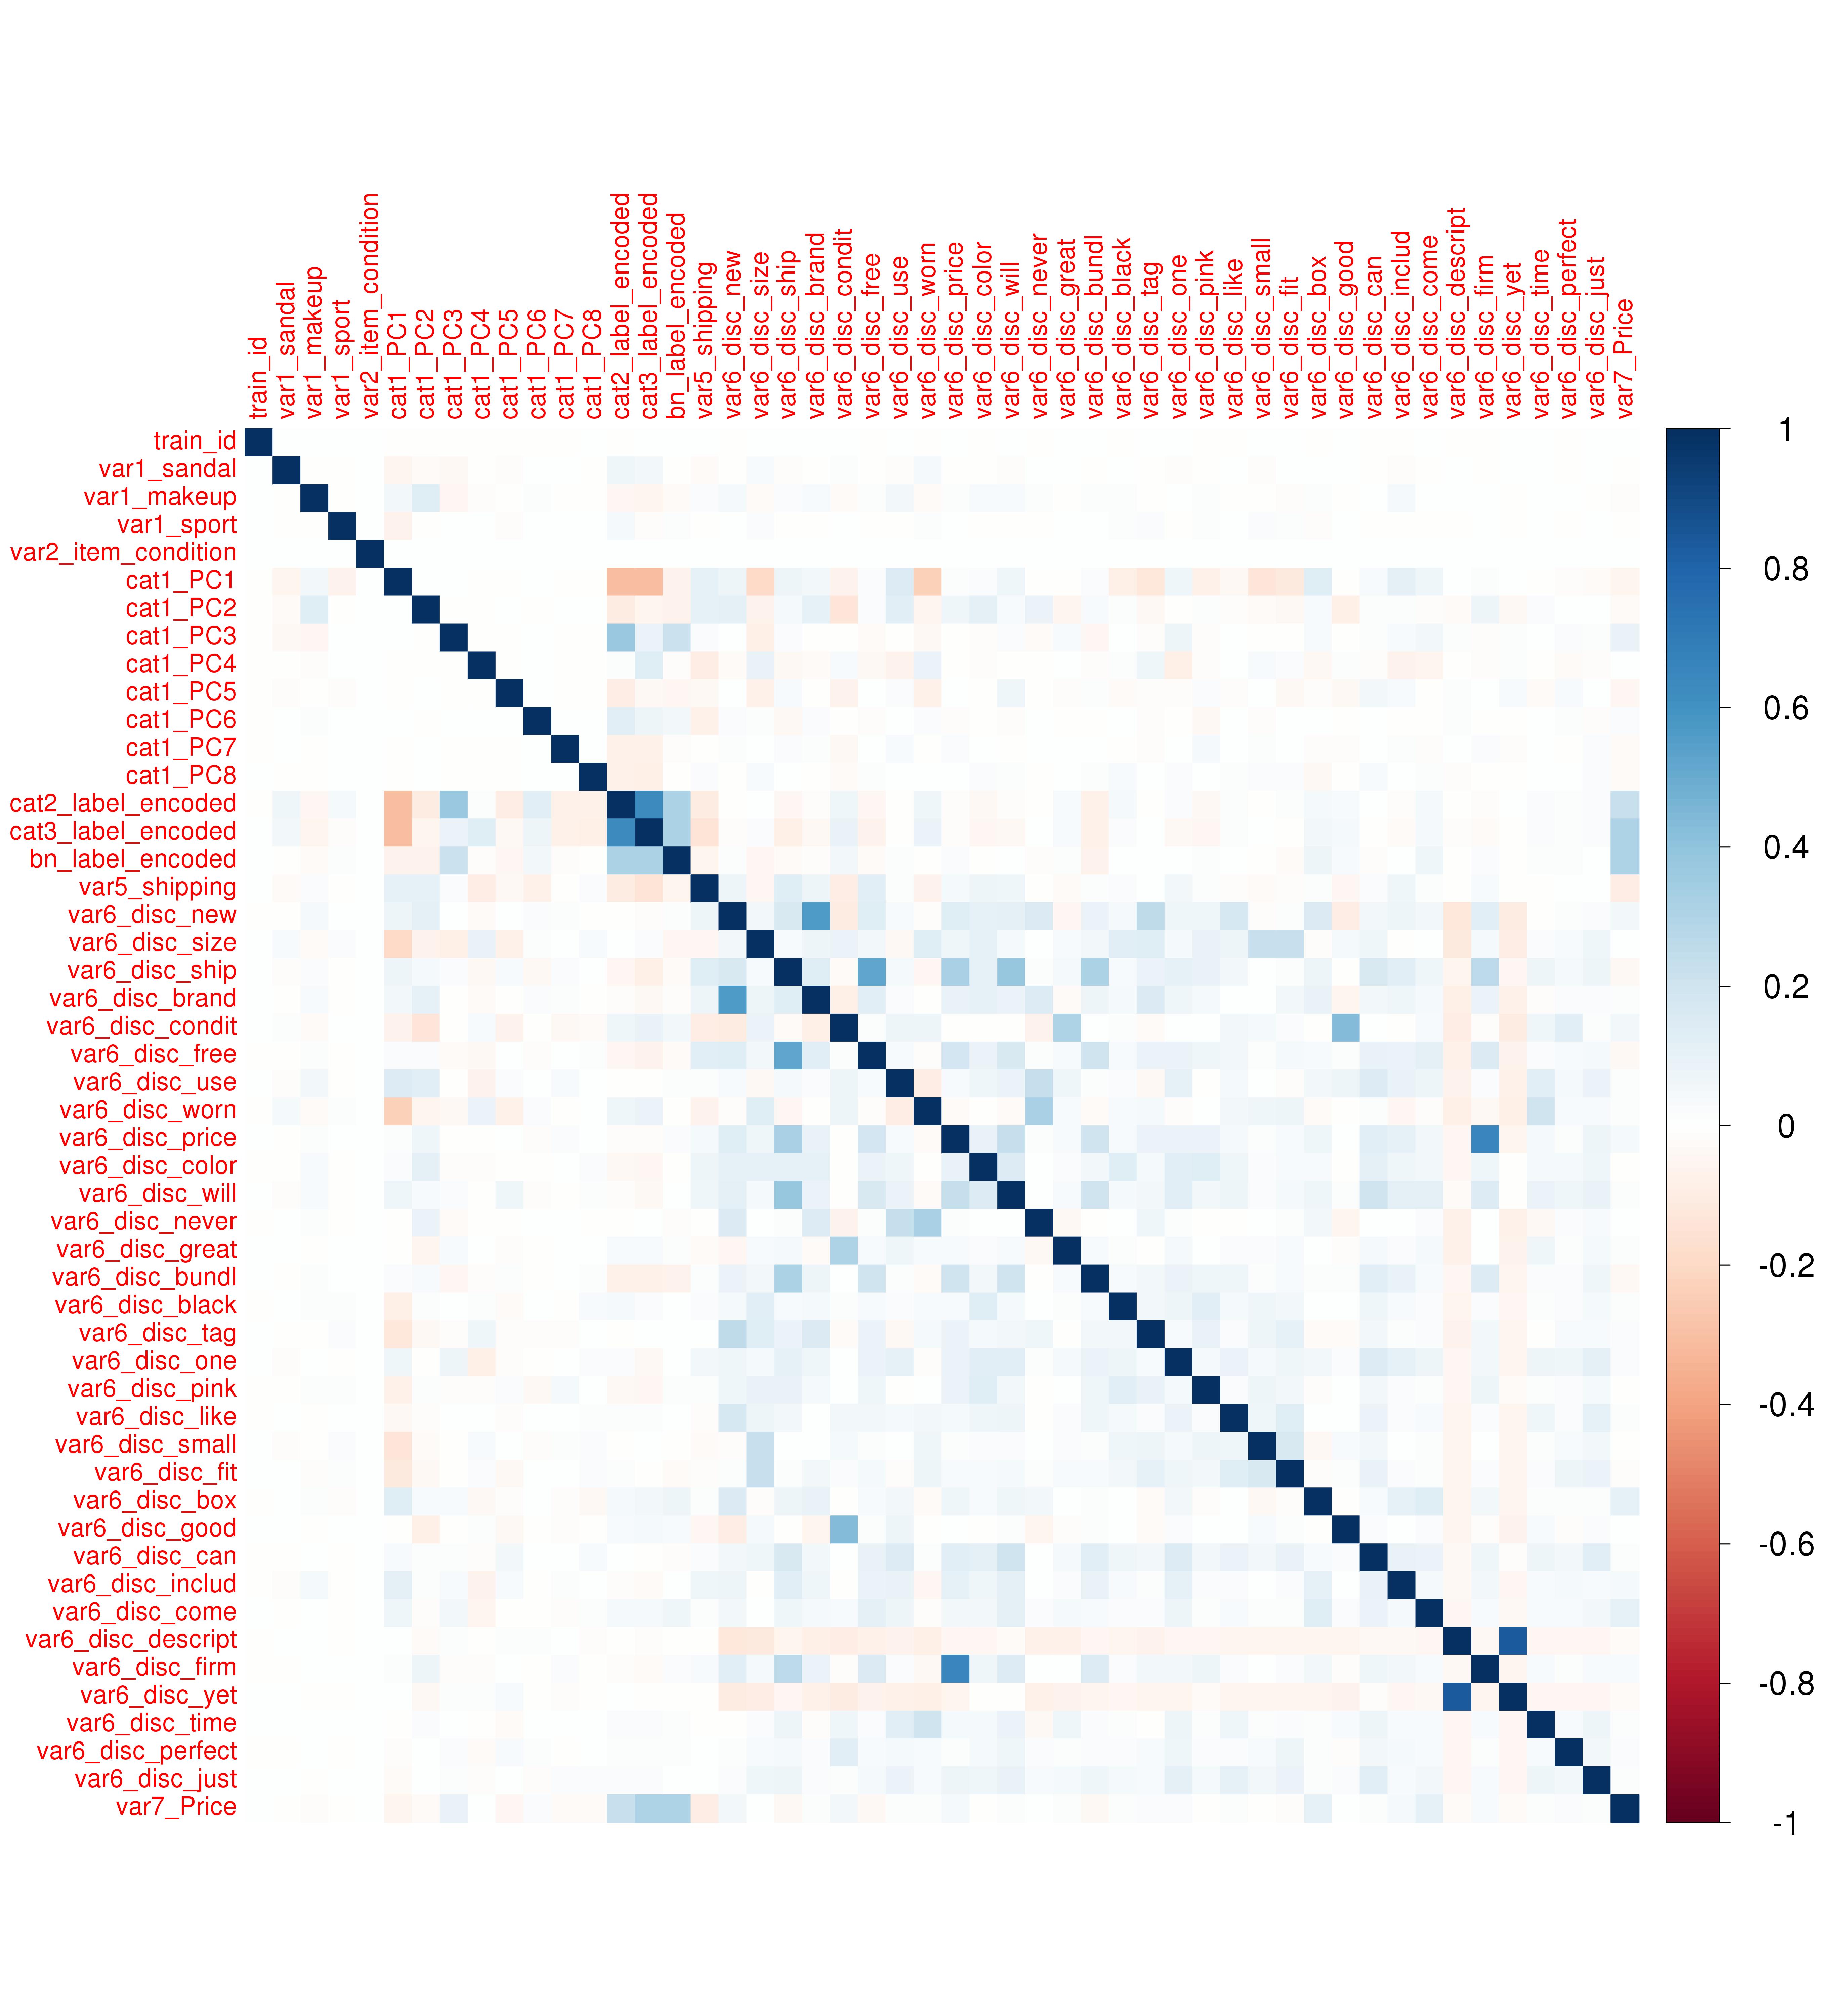 train_id
var1_sandal
var1_makeup
var1_sport
var2_item_condition
cat1_PC1
cat1_PC2
cat1_PC3
cat1_PC4
cat1_PC5
cat1_PC6
cat1_PC7
cat1_PC8
cat2_label_encoded
cat3_label_encoded
bn_label_encoded
var5_shipping
var6_disc_new
var6_disc_size
var6_disc_ship
var6_disc_brand
var6_disc_condit
var6_disc_free
var6_disc_use
var6_disc_worn
var6_disc_price
var6_disc_color
var6_disc_will
var6_disc_never
var6_disc_great
var6_disc_bundl
var6_disc_black
var6_disc_tag
var6_disc_one
var6_disc_pink
var6_disc_like
var6_disc_small
var6_disc_fit
var6_disc_box
var6_disc_good
var6_disc_can
var6_disc_includ
var6_disc_come
var6_disc_descript
var6_disc_firm
var6_disc_yet
var6_disc_time
var6_disc_perfect
var6_disc_just
var7_Price
train_id
var1_sandal
var1_makeup
var1_sport
var2_item_condition
cat1_PC1
cat1_PC2
cat1_PC3
cat1_PC4
cat1_PC5
cat1_PC6
cat1_PC7
cat1_PC8
cat2_label_encoded
cat3_label_encoded
bn_label_encoded
var5_shipping
var6_disc_new
var6_disc_size
var6_disc_ship
var6_disc_brand
var6_disc_condit
var6_disc_free
var6_disc_use
var6_disc_worn
var6_disc_price
var6_disc_color
var6_disc_will
var6_disc_never
var6_disc_great
var6_disc_bundl
var6_disc_black
var6_disc_tag
var6_disc_one
var6_disc_pink
var6_disc_like
var6_disc_small
var6_disc_fit
var6_disc_box
var6_disc_good
var6_disc_can
var6_disc_includ
var6_disc_come
var6_disc_descript
var6_disc_firm
var6_disc_yet
var6_disc_time
var6_disc_perfect
var6_disc_just
var7_Price
1
0.8
0.6
0.4
0.2
0
-0.2
-0.4
-0.6
-0.8
-1